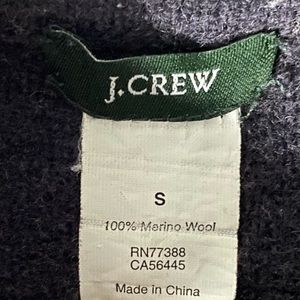 J.CREW
S
100% Merino Wool
RN77388
CA56445
Made in China